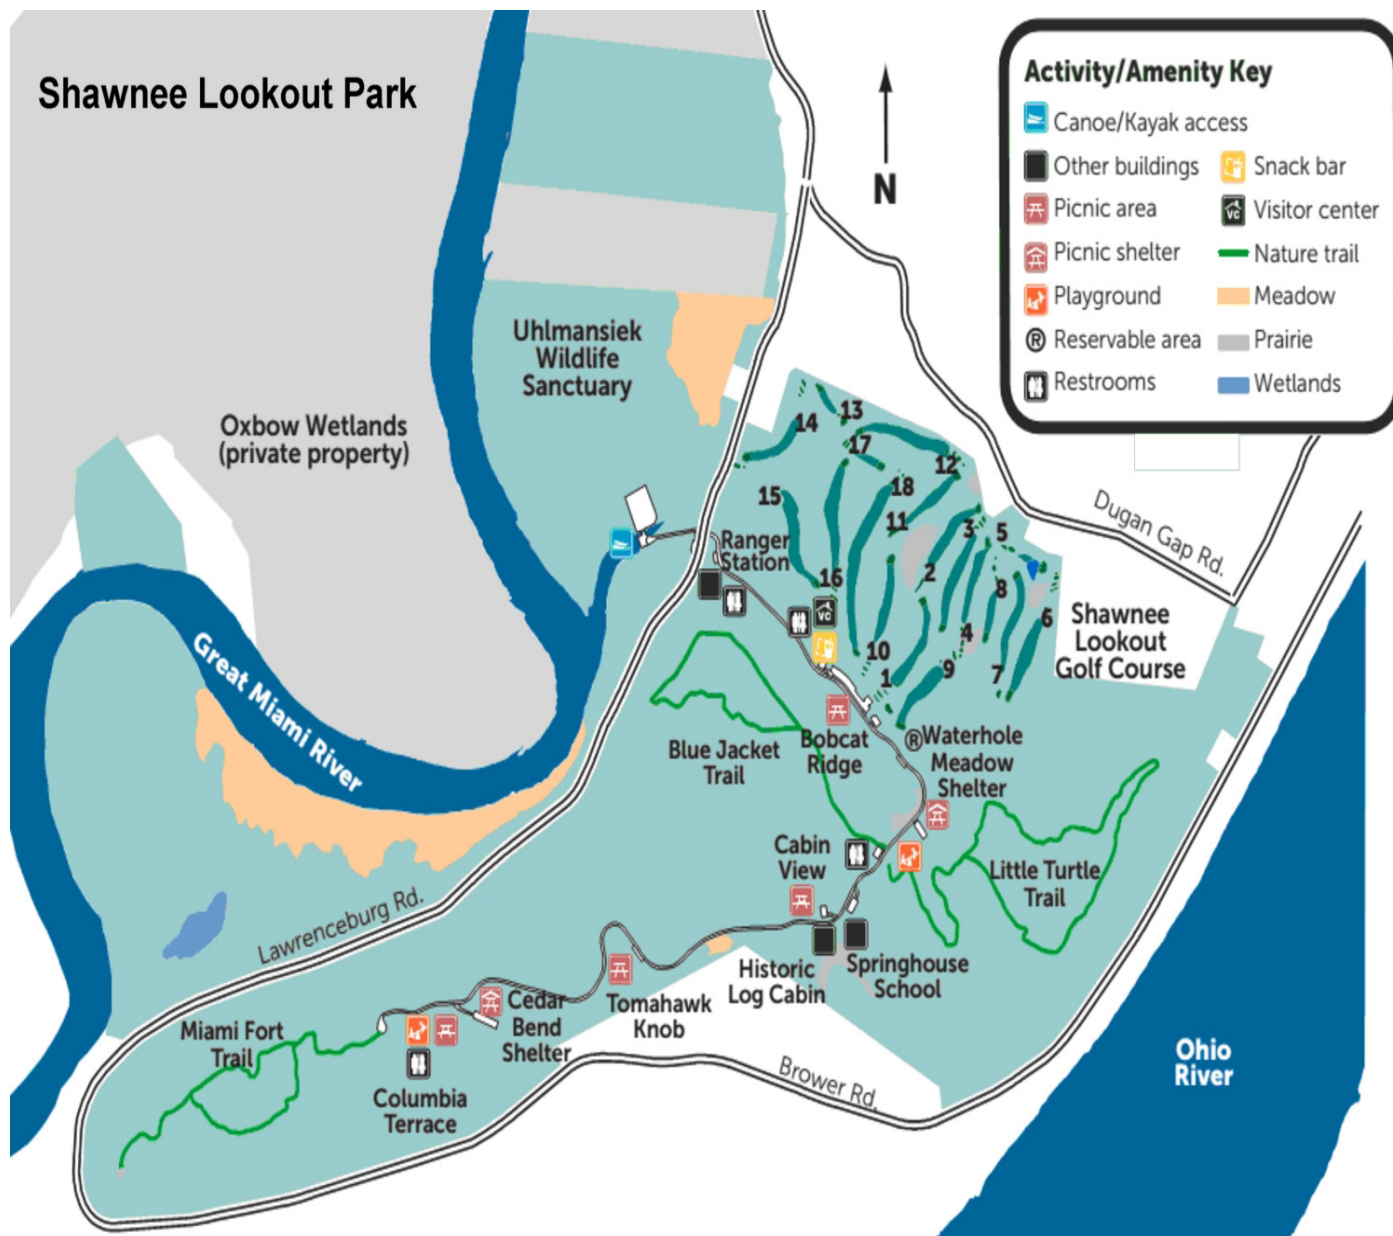 Shawnee Lookout Park
Activity/Amenity Key
Canoe/Kayak access
Other buildings
Snack bar
Picnic area
VC
Visitor center
Picnic shelter
Nature trail
Playground
Meadow
R
Reservable area
Prairie
Restrooms
Wetlands
N
Uhlmansiek
Wildlife
Sanctuary
Oxbow Wetlands
(private property)
13
14
17
12
15
18
11
3
5
Dugan Gap Rd.
Ranger
Station
16
2
8
6
VC
Shawnee
Lookout
Golf Course
4
10
9
7
1
Great Miami River
Blue Jacket
Trail
Bobcat
Ridge
R
Waterhole
Meadow
Shelter
Cabin
View
Little Turtle
Trail
Lawrenceburg Rd.
Historic
Log Cabin
Springhouse
School
Tomahawk
Knob
Cedar
Bend
Shelter
Miami Fort
Trail
Columbia
Terrace
Brower Rd.
Ohio
River